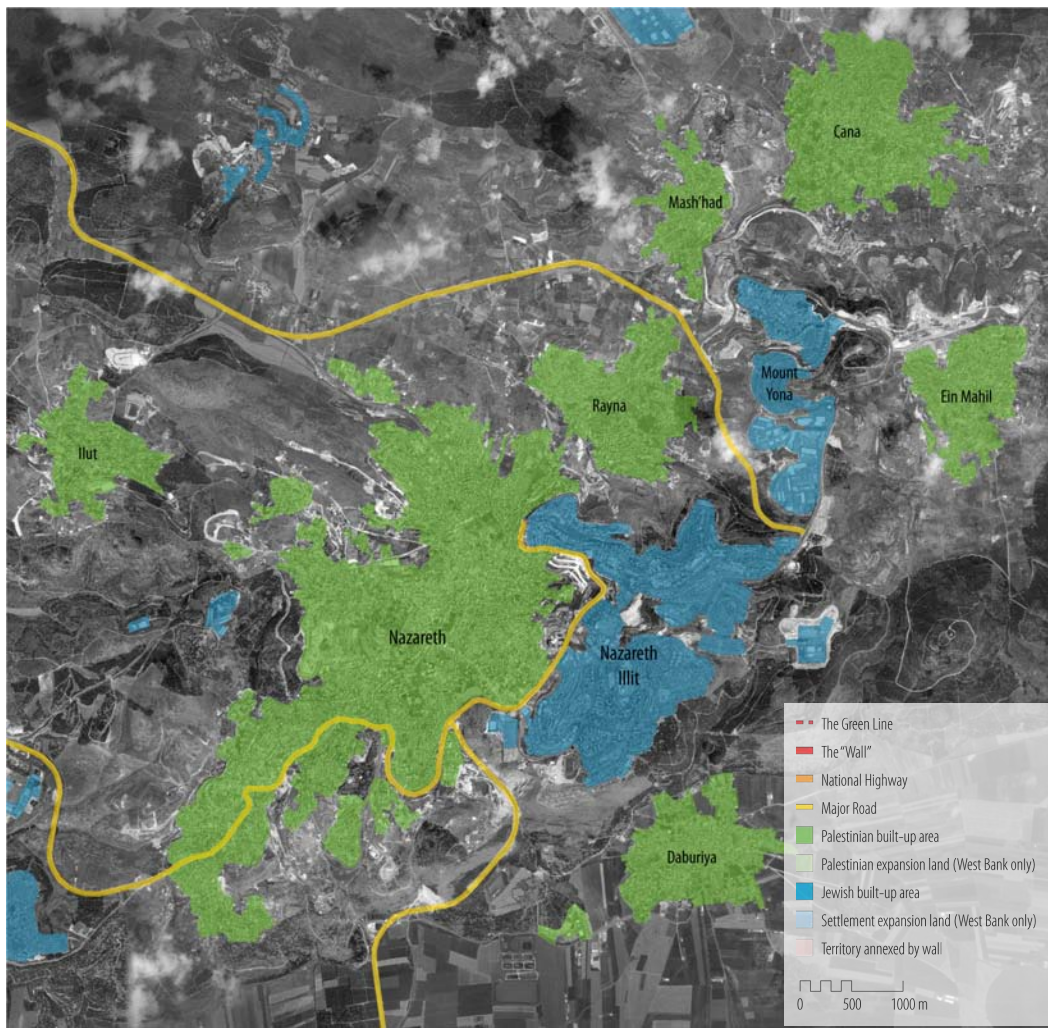 Cana
Mash'had
Mount
Yona
Ein Mahil
Rayna
Ilut
Nazareth
Nazareth
Illit
Daburiya
The Green Line
The "Wall"
National Highway
Major Road
Palestinian built-up area
Palestinian expansion land (West Bank only)
Jewish built-up area
Settlement expansion land (West Bank only)
Territory annexed by wall
0 500 1000 m